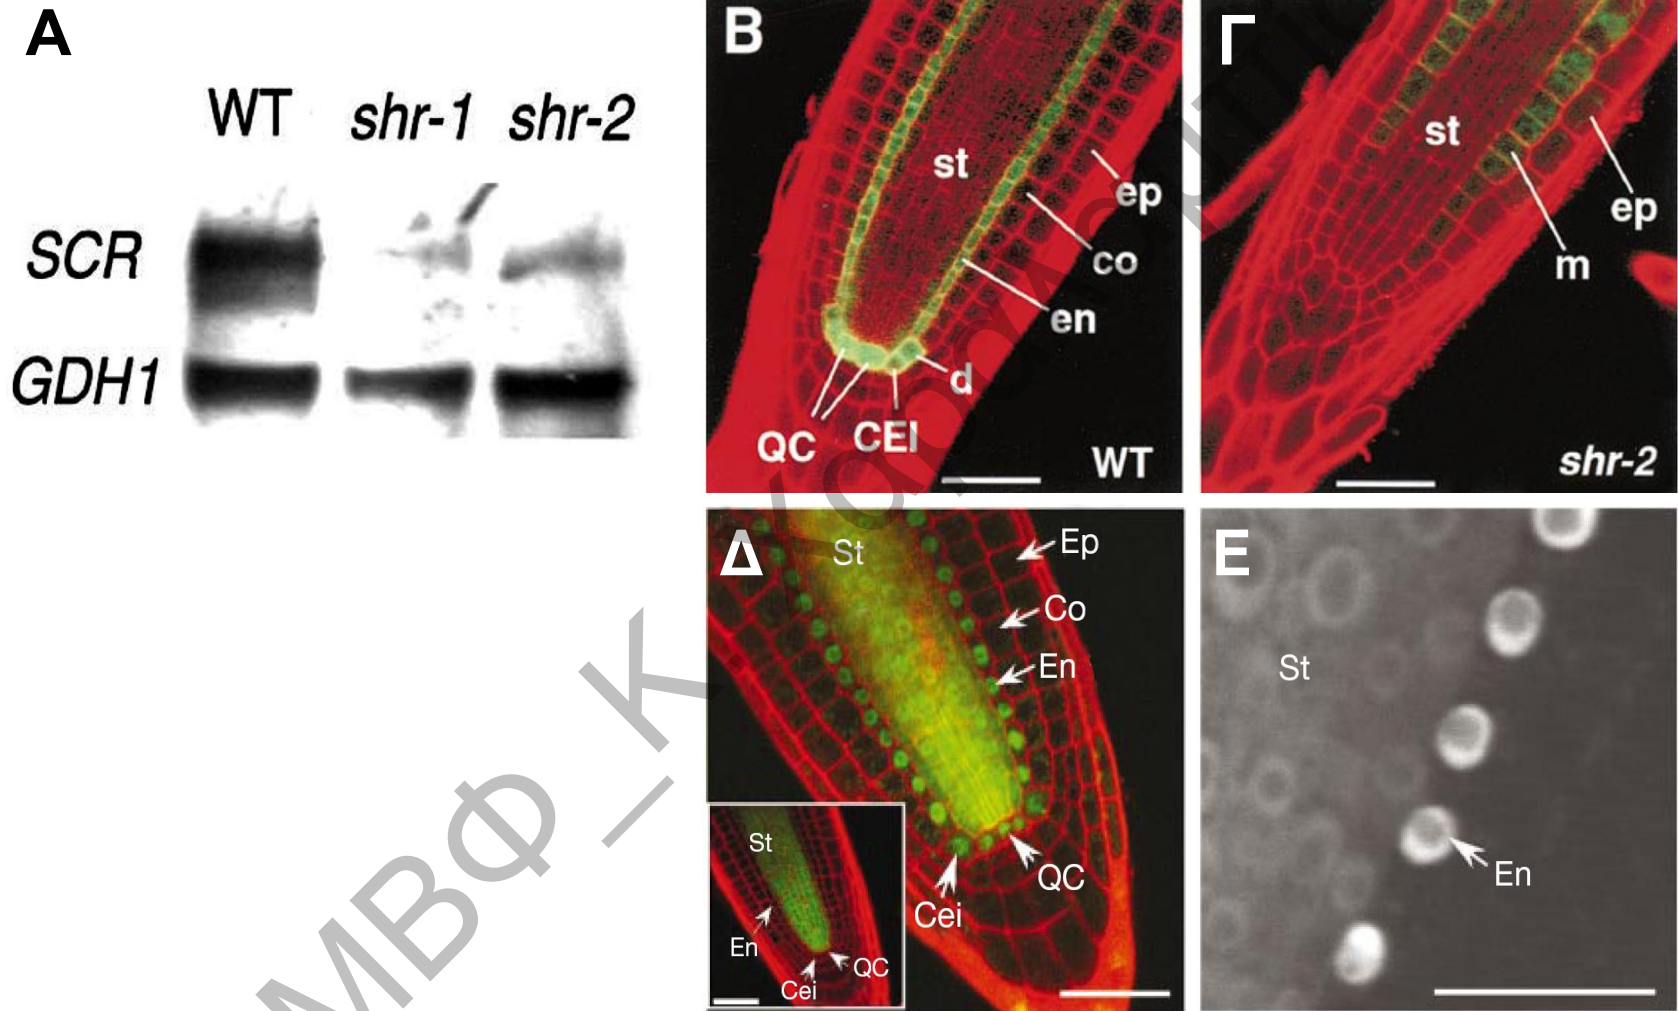 A
WT shr-1 shr-2
SCR
GDH1
B
st
ep
co
en
d
QC CEI
WT
Γ
st
ep
m
shr-2
Δ
St
Ep
Co
En
QC
Cei
St
En
QC
Cei
E
St
En